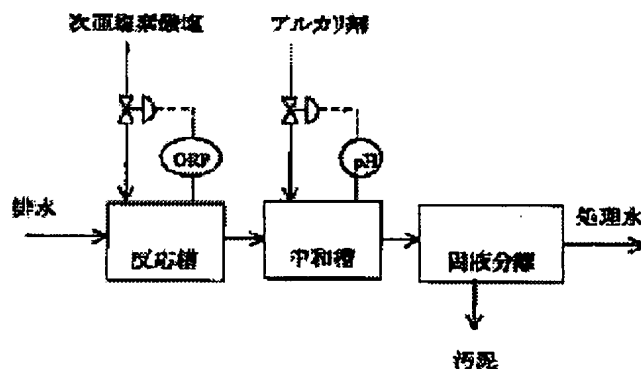 次亜塩素酸塩
アルカリ剤
ORP
pH
排水
反応槽
中和槽
固液分離
処理水
汚泥